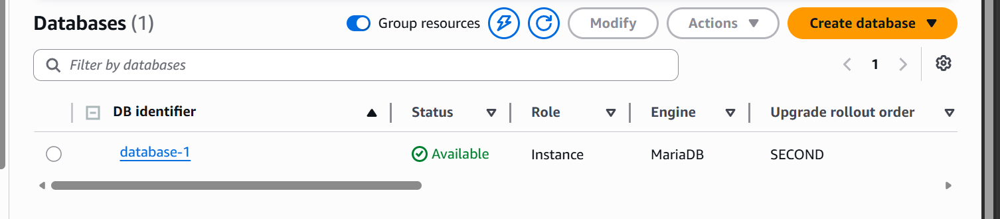 Databases (1) Group resources Modify Actions Create database
Filter by databases 1
DB identifier Status Role Engine Upgrade rollout order
database-1 Available Instance MariaDB SECOND